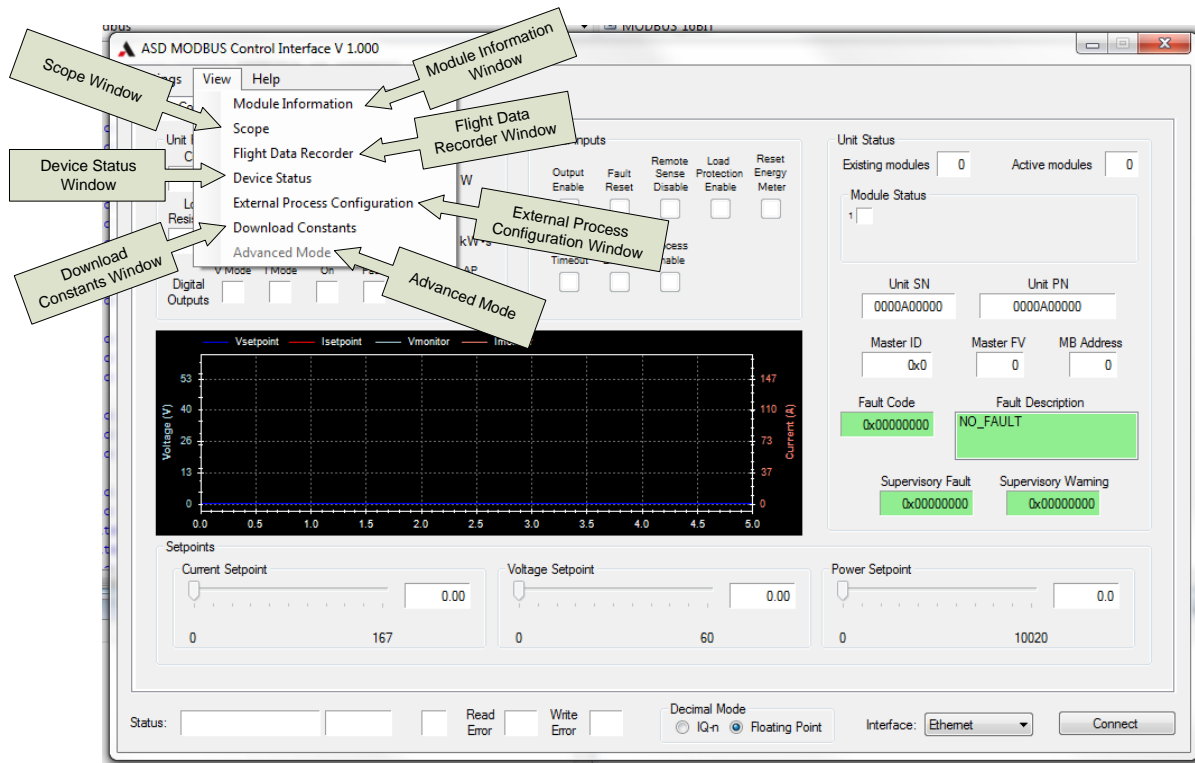 MODBUS 16BIT
ASD MODBUS Control Interface V 1.000
View Help
Scope Window
Module Information Window
Flight Data Recorder Window
Device Status Window
External Process Configuration Window
Download Constants Window
Advanced Mode
Module Information
Scope
Flight Data Recorder
Device Status
External Process Configuration
Download Constants
Advanced Mode
W
kW
V Mode I Mode On
Digital Outputs
Output Enable
Fault Reset
Remote Sense Disable
Load Protection Enable
Reset Energy Meter
Timeout
Unit Status
Existing modules 0 Active modules 0
Module Status
1
Unit SN Unit PN
0000A00000 0000A00000
Master ID Master FV MB Address
0x0 0 0
Fault Code Fault Description
0x00000000 NO_FAULT
Supervisory Fault Supervisory Warning
0x00000000 0x00000000
Vsetpoint Isetpoint Vmonitor
Voltage (V)
53
40
26
13
0
147
110
73
37
0
Current (A)
0.0 0.5 1.0 1.5 2.0 2.5 3.0 3.5 4.0 4.5 5.0
Setpoints
Current Setpoint
0.00
0 167
Voltage Setpoint
0.00
0 60
Power Setpoint
0.0
0 10020
Status:
Read Error
Write Error
Decimal Mode
IQ-n Floating Point
Interface: Ethernet
Connect